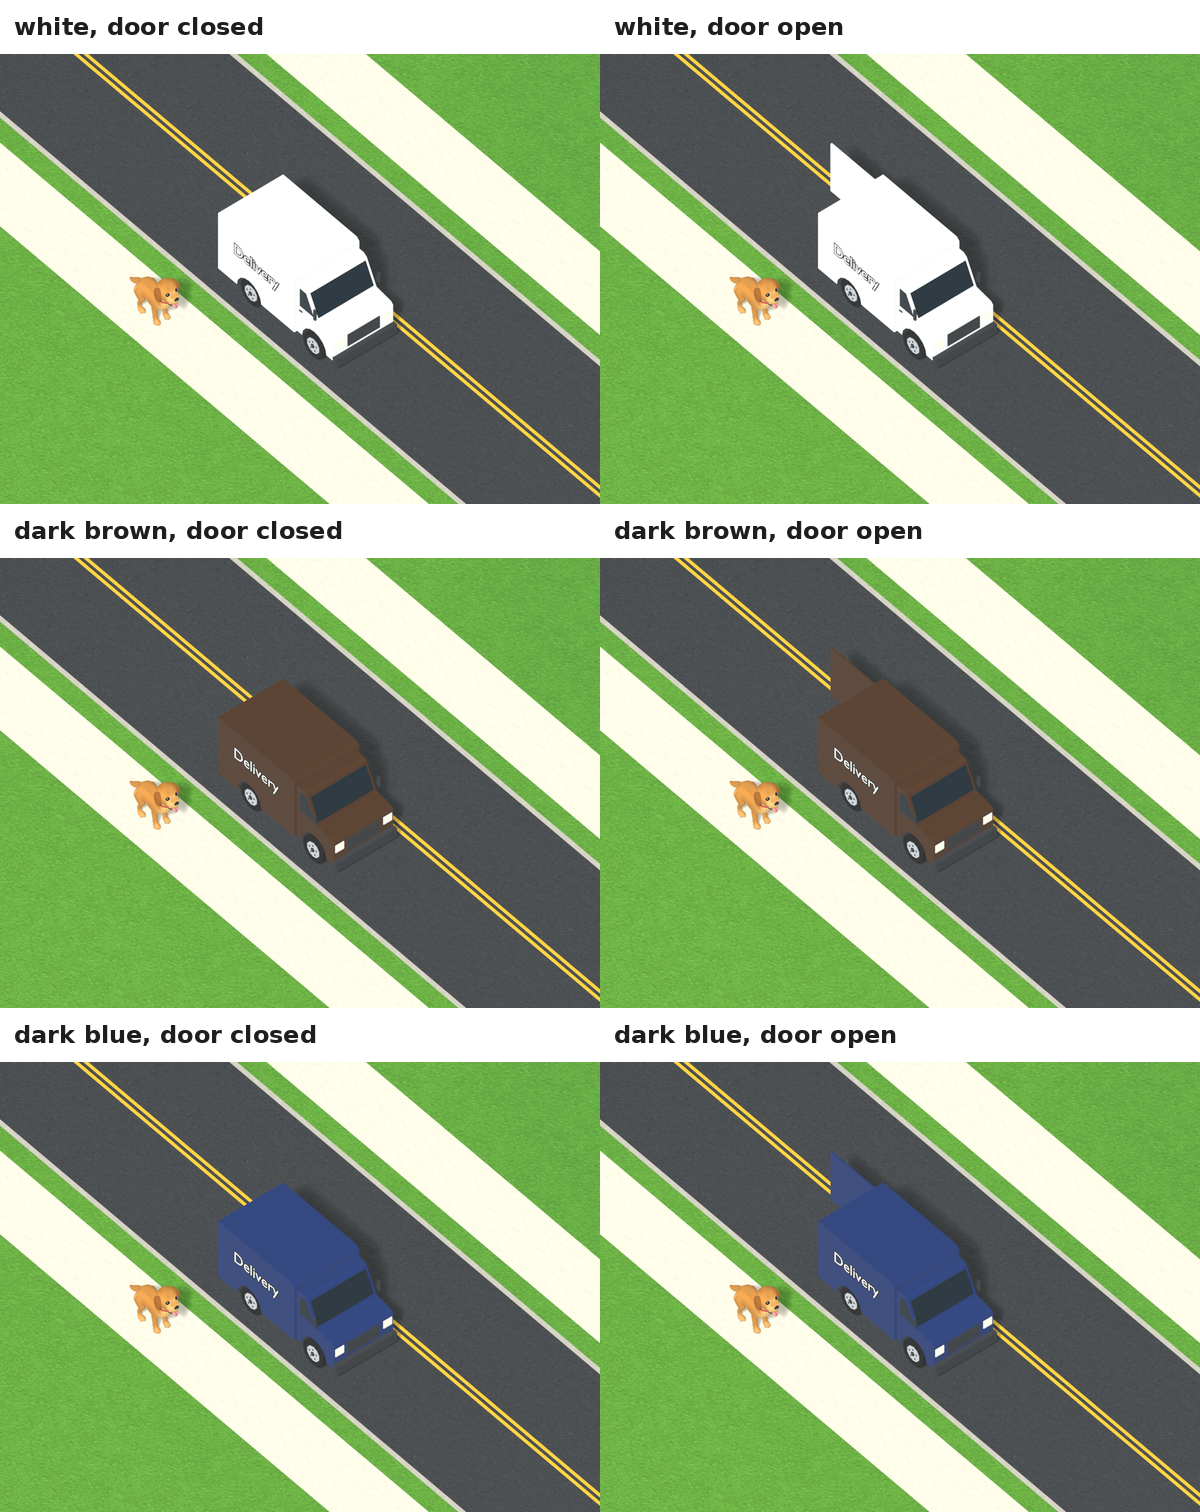 white, door closed
white, door open
Delivery
Delivery
dark brown, door closed
dark brown, door open
Delivery
Delivery
dark blue, door closed
dark blue, door open
Delivery
Delivery